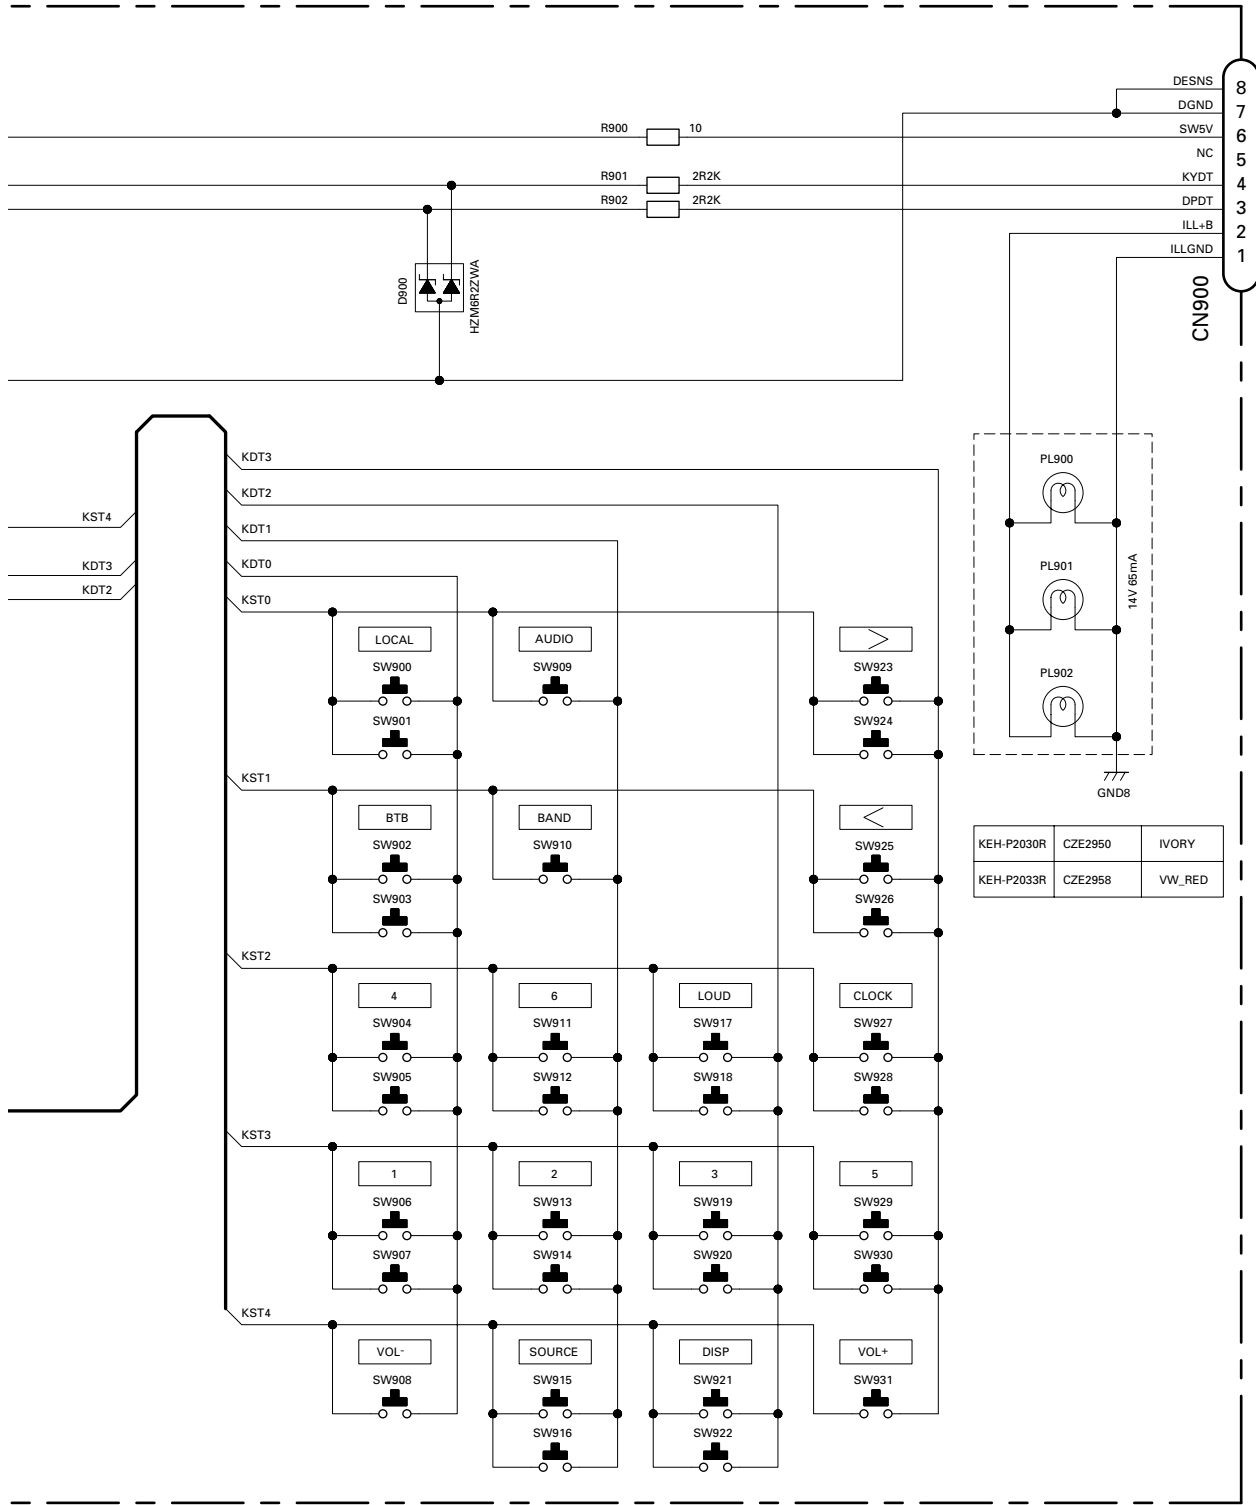 DESNS 8
DGND 7
R900 10 SW5V 6
NC 5
R901 2R2K KYDT 4
R902 2R2K DPDT 3
ILL+B 2
ILLGND 1
D900
HZM6R2ZWA
CN900
KDT3
KDT2
KST4
KDT1
KDT3
KDT0
KDT2
KST0
PL900
PL901
14V 65mA
PL902
GND8
LOCAL AUDIO >
SW900 SW909 SW923
SW901 SW924
KST1
BTB BAND <
SW902 SW910 SW925
SW903 SW926
KEH-P2030R CZE2950 IVORY
KEH-P2033R CZE2958 VW_RED
KST2
4 6 LOUD CLOCK
SW904 SW911 SW917 SW927
SW905 SW912 SW918 SW928
KST3
1 2 3 5
SW906 SW913 SW919 SW929
SW907 SW914 SW920 SW930
KST4
VOL- SOURCE DISP VOL+
SW908 SW915 SW921 SW931
SW916 SW922